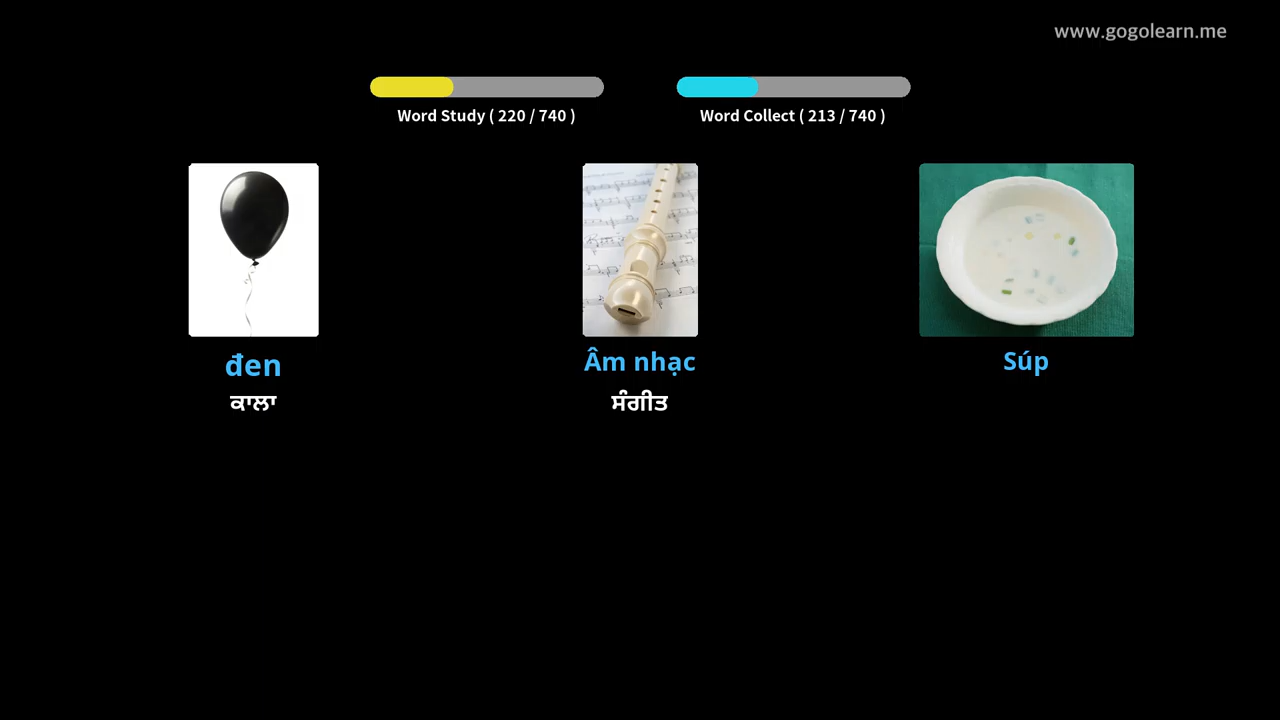 www.gogolearn.me
Word Study ( 220 / 740 )
Word Collect ( 213 / 740 )
đen
ਕਾਲਾ
Âm nhạc
ਸੰਗੀਤ
Súp